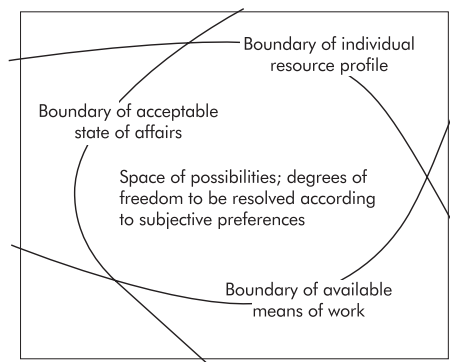 Boundary of individual
resource profile
Boundary of acceptable
state of affairs
Space of possibilities; degrees of
freedom to be resolved according
to subjective preferences
Boundary of available
means of work